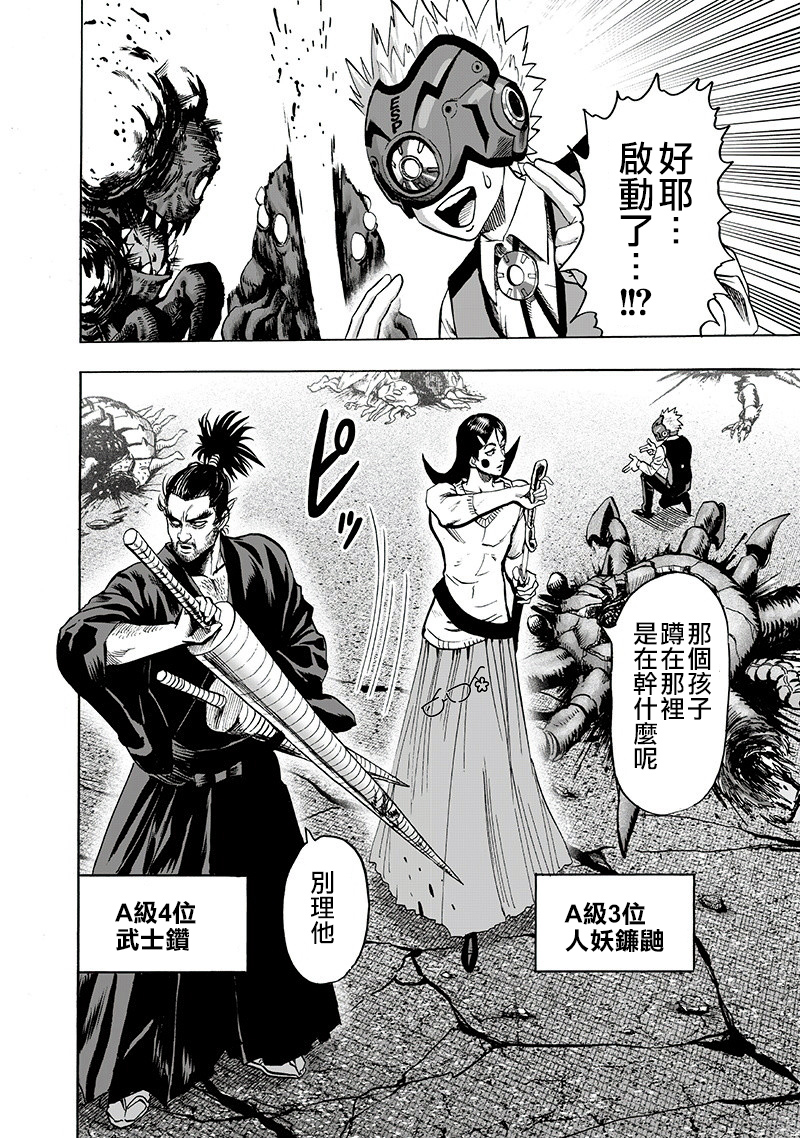 好耶…
啟動了…
!!?
ESP
ピッ
那個孩子
蹲在那裡
是在幹什麼呢
別理他
A級3位
人妖鐮鼬
A級4位
武士鑽